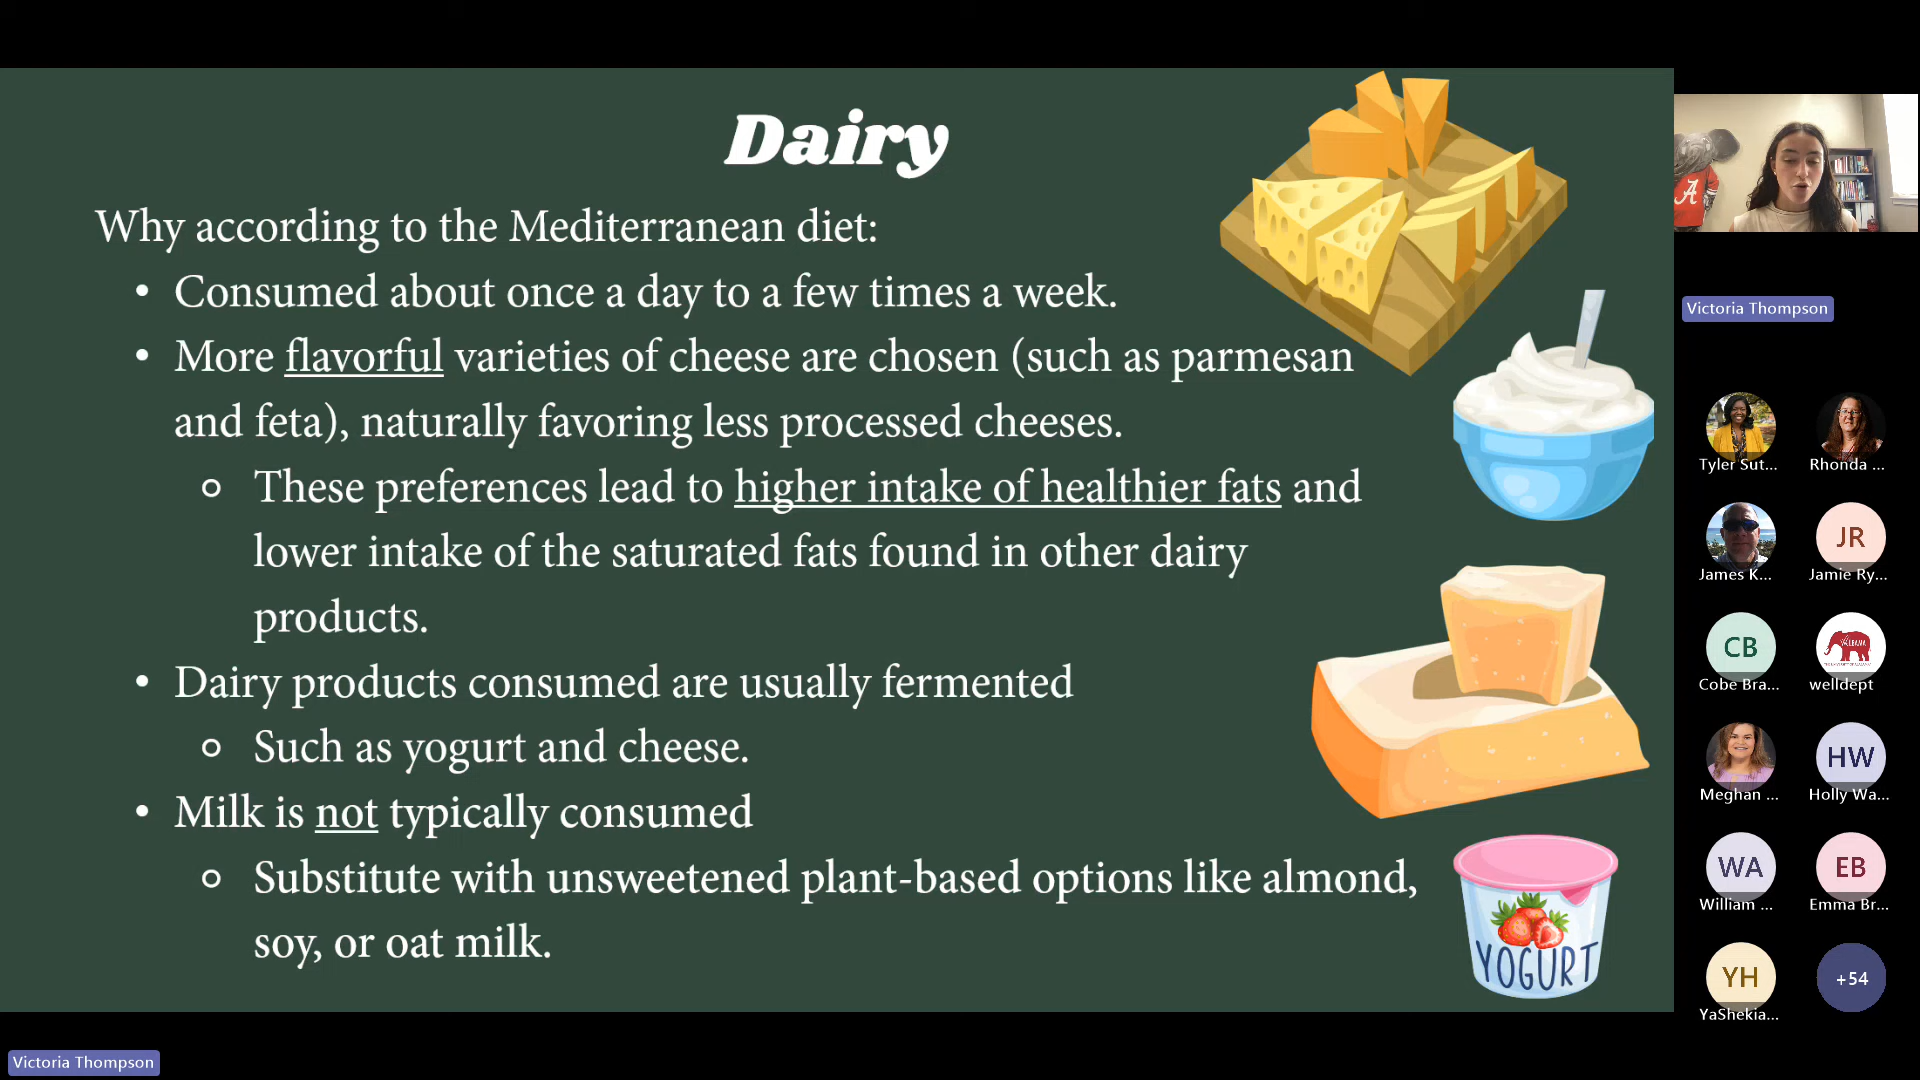 Dairy
Why according to the Mediterranean diet:
• Consumed about once a day to a few times a week.
• More flavorful varieties of cheese are chosen (such as parmesan
and feta), naturally favoring less processed cheeses.
○ These preferences lead to higher intake of healthier fats and
lower intake of the saturated fats found in other dairy
products.
• Dairy products consumed are usually fermented
○ Such as yogurt and cheese.
• Milk is not typically consumed
○ Substitute with unsweetened plant-based options like almond,
soy, or oat milk.
YOGURT
A
Victoria Thompson
Tyler Sut...
Rhonda ...
James K...
JR
Jamie Ry...
CB
Cobe Bra...
welldept
Meghan ...
HW
Holly Wa...
WA
William ...
EB
Emma Br...
YH
YaShekia...
+54
Victoria Thompson